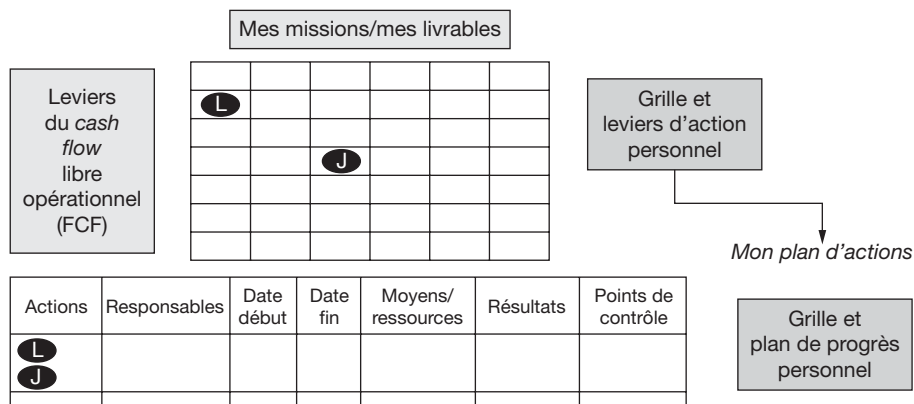 Mes missions/mes livrables
Leviers
du cash
flow
libre
opérationnel
(FCF)
L
J
Grille et
leviers d'action
personnel
Mon plan d'actions
Actions
Responsables
Date
début
Date
fin
Moyens/
ressources
Résultats
Points de
contrôle
L
J
Grille et
plan de progrès
personnel